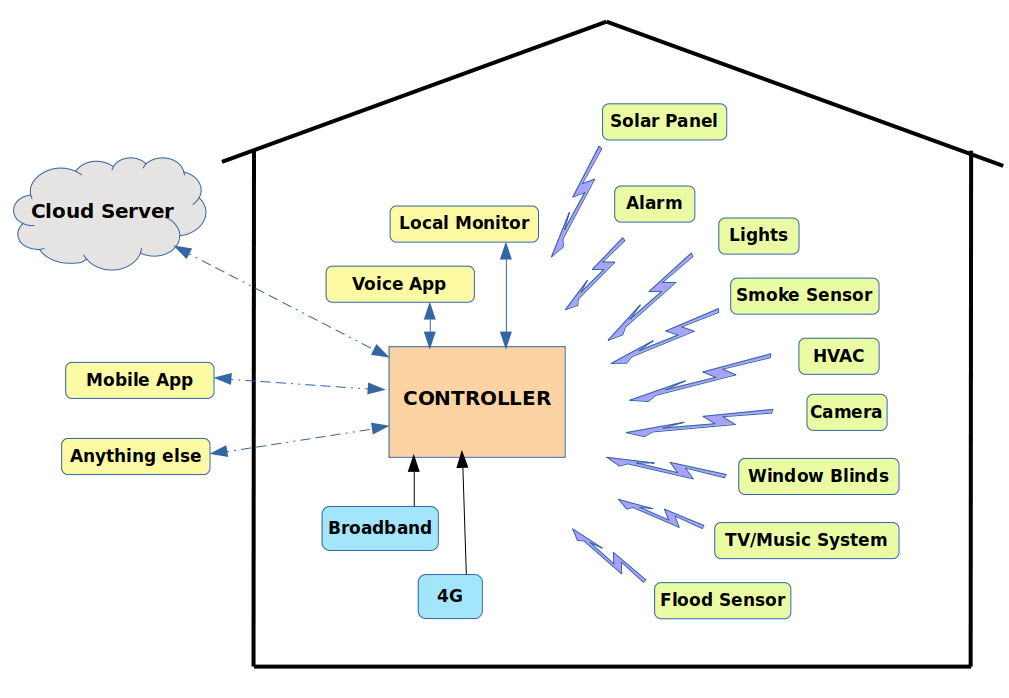 Solar Panel
Alarm
Cloud Server
Local Monitor
Lights
Voice App
Smoke Sensor
HVAC
Mobile App
CONTROLLER
Camera
Anything else
Window Blinds
Broadband
TV/Music System
4G
Flood Sensor